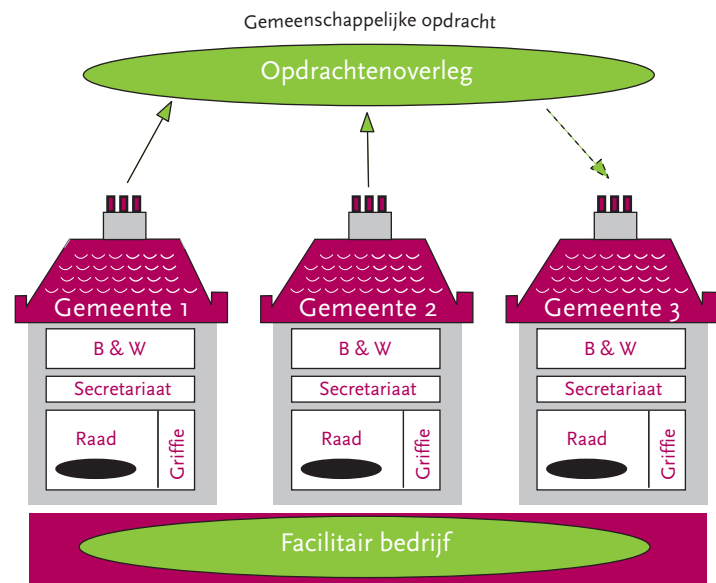 Gemeenschappelijke opdracht
Opdrachtenoverleg
Gemeente 1
B & W
Secretariaat
Raad
Griffie
Gemeente 2
B & W
Secretariaat
Raad
Griffie
Gemeente 3
B & W
Secretariaat
Raad
Griffie
Facilitair bedrijf